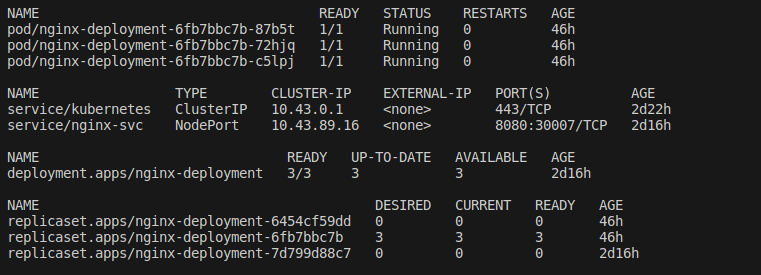 NAME READY STATUS RESTARTS AGE
pod/nginx-deployment-6fb7bbc7b-87b5t 1/1 Running 0 46h
pod/nginx-deployment-6fb7bbc7b-72hjq 1/1 Running 0 46h
pod/nginx-deployment-6fb7bbc7b-c5lpj 1/1 Running 0 46h
NAME TYPE CLUSTER-IP EXTERNAL-IP PORT(S) AGE
service/kubernetes ClusterIP 10.43.0.1 <none> 443/TCP 2d22h
service/nginx-svc NodePort 10.43.89.16 <none> 8080:30007/TCP 2d16h
NAME READY UP-TO-DATE AVAILABLE AGE
deployment.apps/nginx-deployment 3/3 3 3 2d16h
NAME DESIRED CURRENT READY AGE
replicaset.apps/nginx-deployment-6454cf59dd 0 0 0 46h
replicaset.apps/nginx-deployment-6fb7bbc7b 3 3 3 46h
replicaset.apps/nginx-deployment-7d799d88c7 0 0 0 2d16h